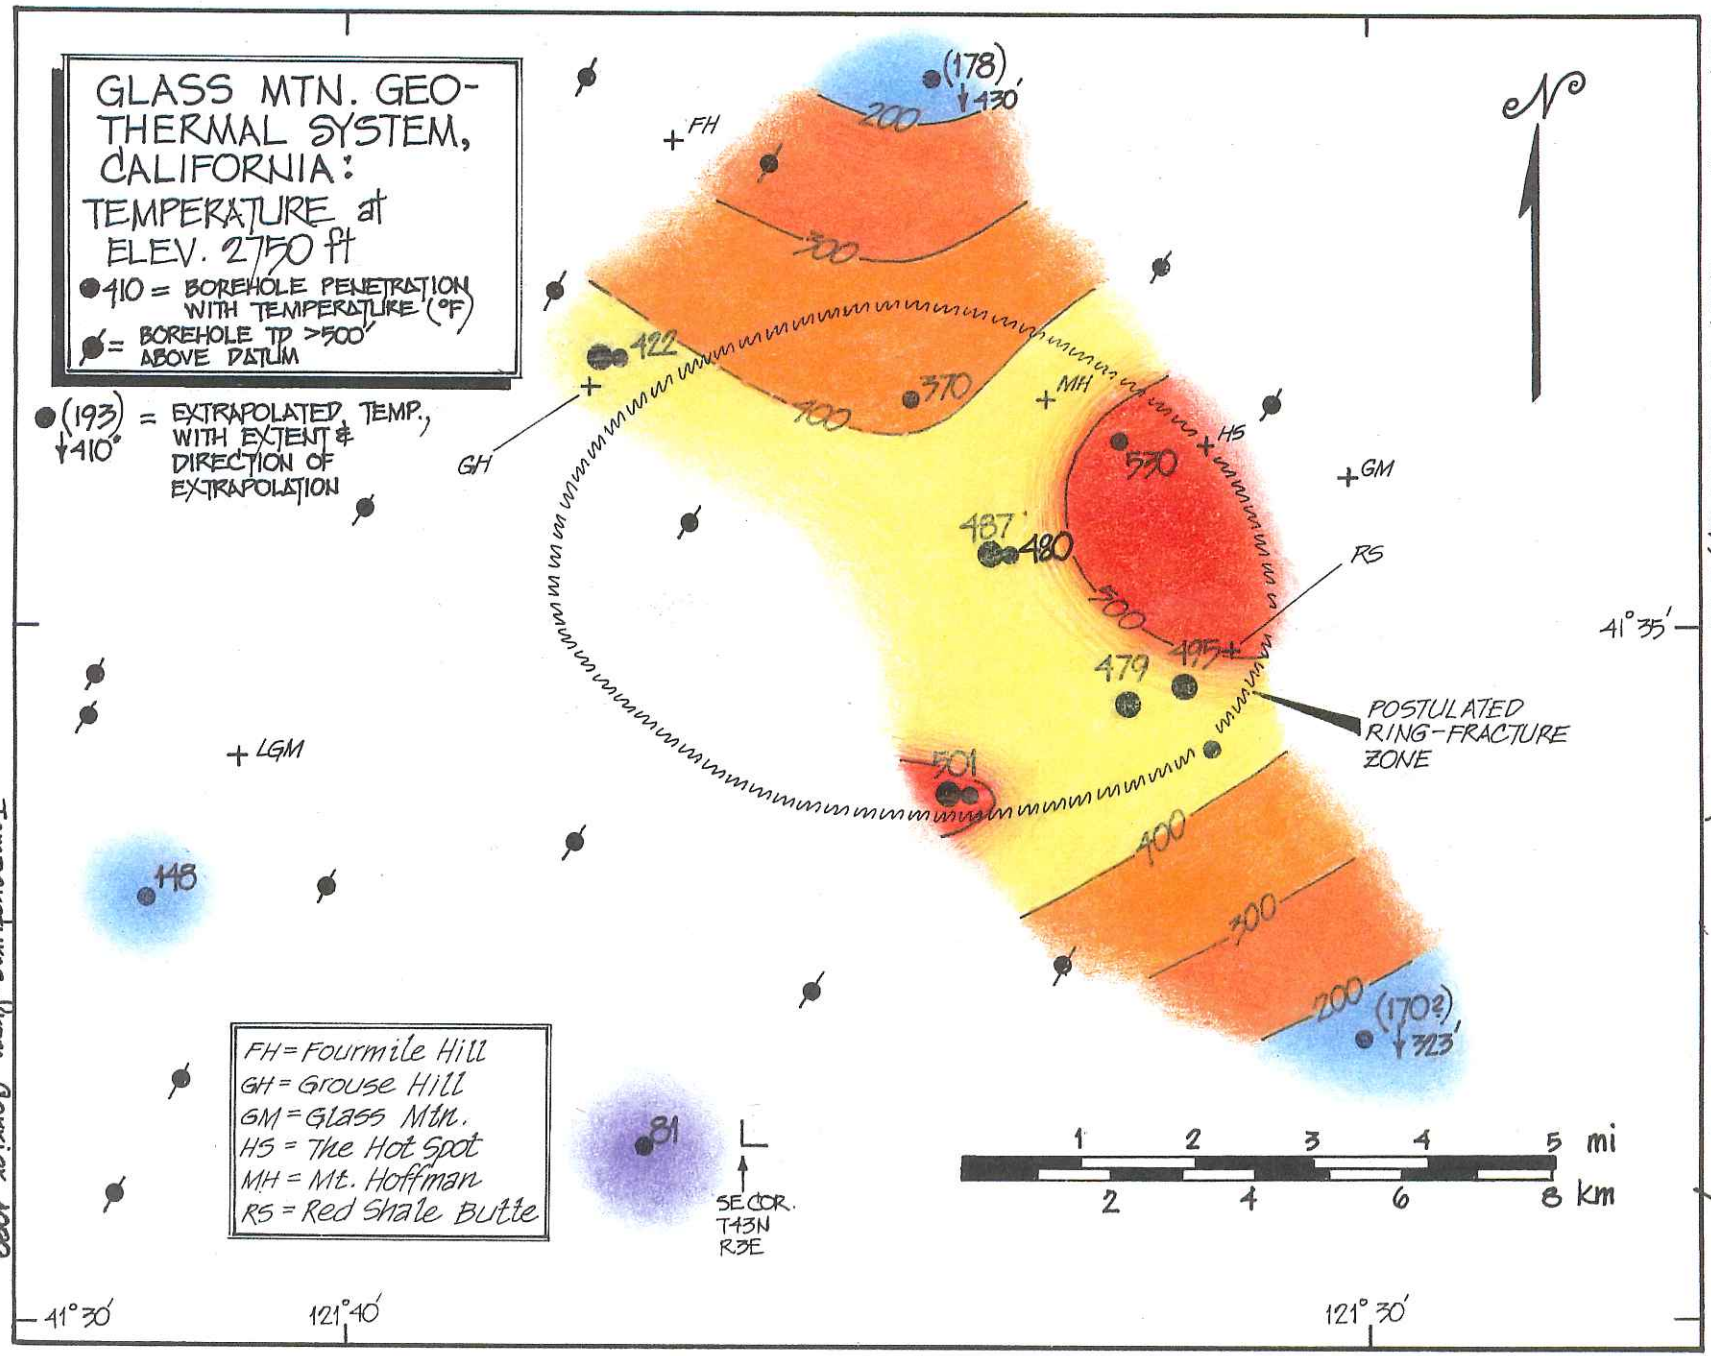 GLASS MTN. GEO-
THERMAL SYSTEM,
CALIFORNIA:
TEMPERATURE at
ELEV. 2750 ft
410 = BOREHOLE PENETRATION
WITH TEMPERATURE (°F)
= BOREHOLE TD >500'
ABOVE DATUM
(193) = EXTRAPOLATED TEMP.,
↓410' WITH EXTENT &
DIRECTION OF
EXTRAPOLATION
(178)
↓430'
200
FH
N
300
422
370
MH
400
HS
530
GH
GM
487
480
RS
500
41°35'
495
479
POSTULATED
RING-FRACTURE
ZONE
LGM
501
400
148
300
200
(170?)
↓323'
FH = Fourmile Hill
GH = Grouse Hill
GM = Glass Mtn.
HS = The Hot Spot
MH = Mt. Hoffman
RS = Red Shale Butte
81
SE COR.
T43N
R3E
1 2 3 4 5 mi
2 4 6 8 km
41°30'
121°40'
121°30'